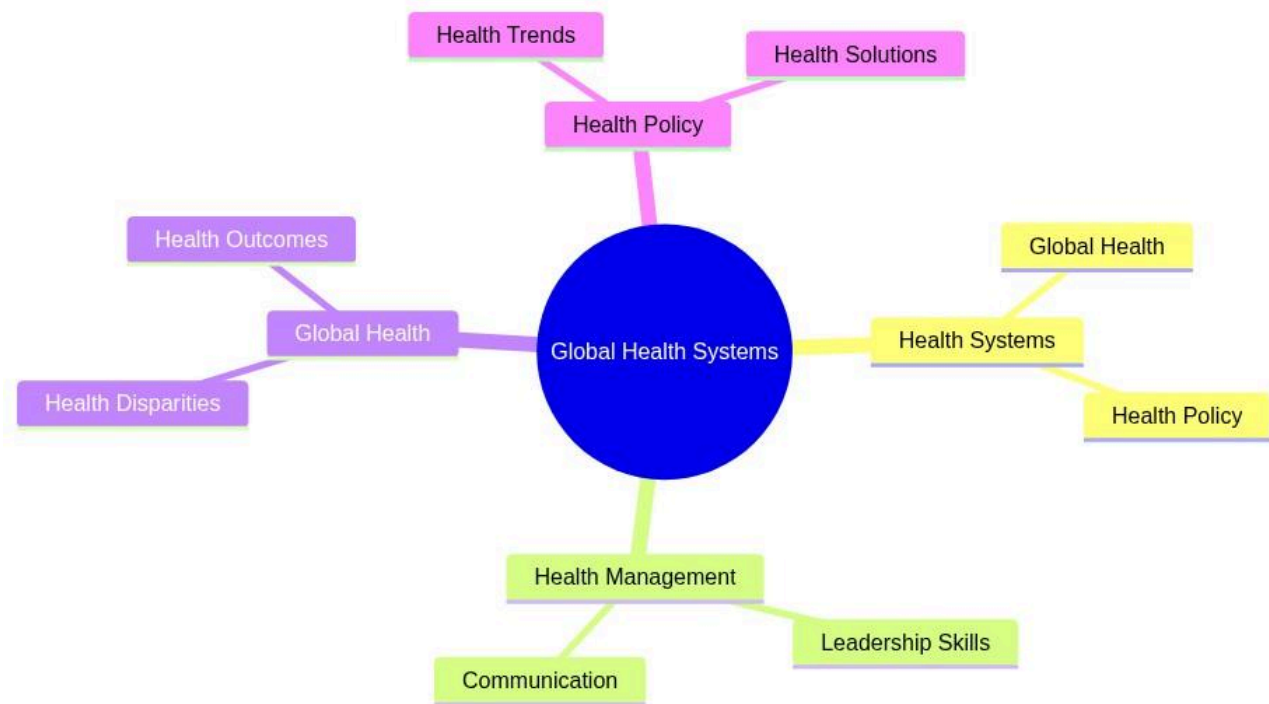 Health Trends
Health Solutions
Health Policy
Health Outcomes
Global Health
Global Health
Health Systems
Global Health Systems
Health Disparities
Health Policy
Health Management
Leadership Skills
Communication